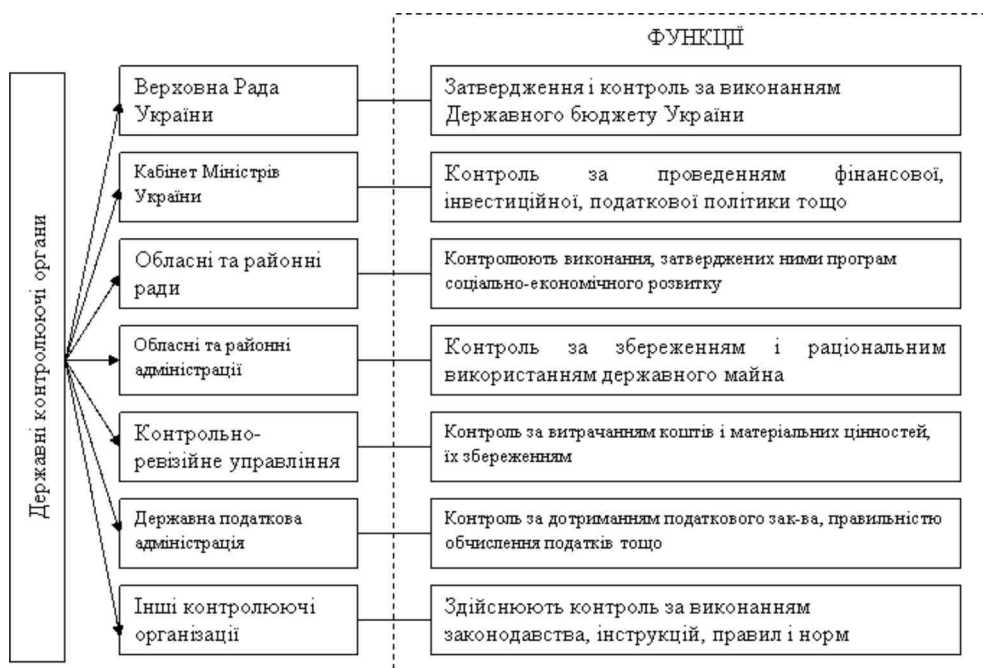 ФУНКЦІЇ
Державні контролюючі органи
Верховна Рада
України
Затвердження і контроль за виконанням
Державного бюджету України
Кабінет Міністрів
України
Контроль за проведенням фінансової,
інвестиційної, податкової політики тощо
Обласні та районні
ради
Контролюють виконання, затверджених ними програм
соціально-економічного розвитку
Обласні та районні
адміністрації
Контроль за збереженням і раціональним
використанням державного майна
Контрольно-
ревізійне управління
Контроль за витрачанням коштів і матеріальних цінностей,
їх збереженням
Державна податкова
адміністрація
Контроль за дотриманням податкового зак-ва, правильністю
обчислення податків тощо
Інші контролюючі
організації
Здійснюють контроль за виконанням
законодавства, інструкцій, правил і норм